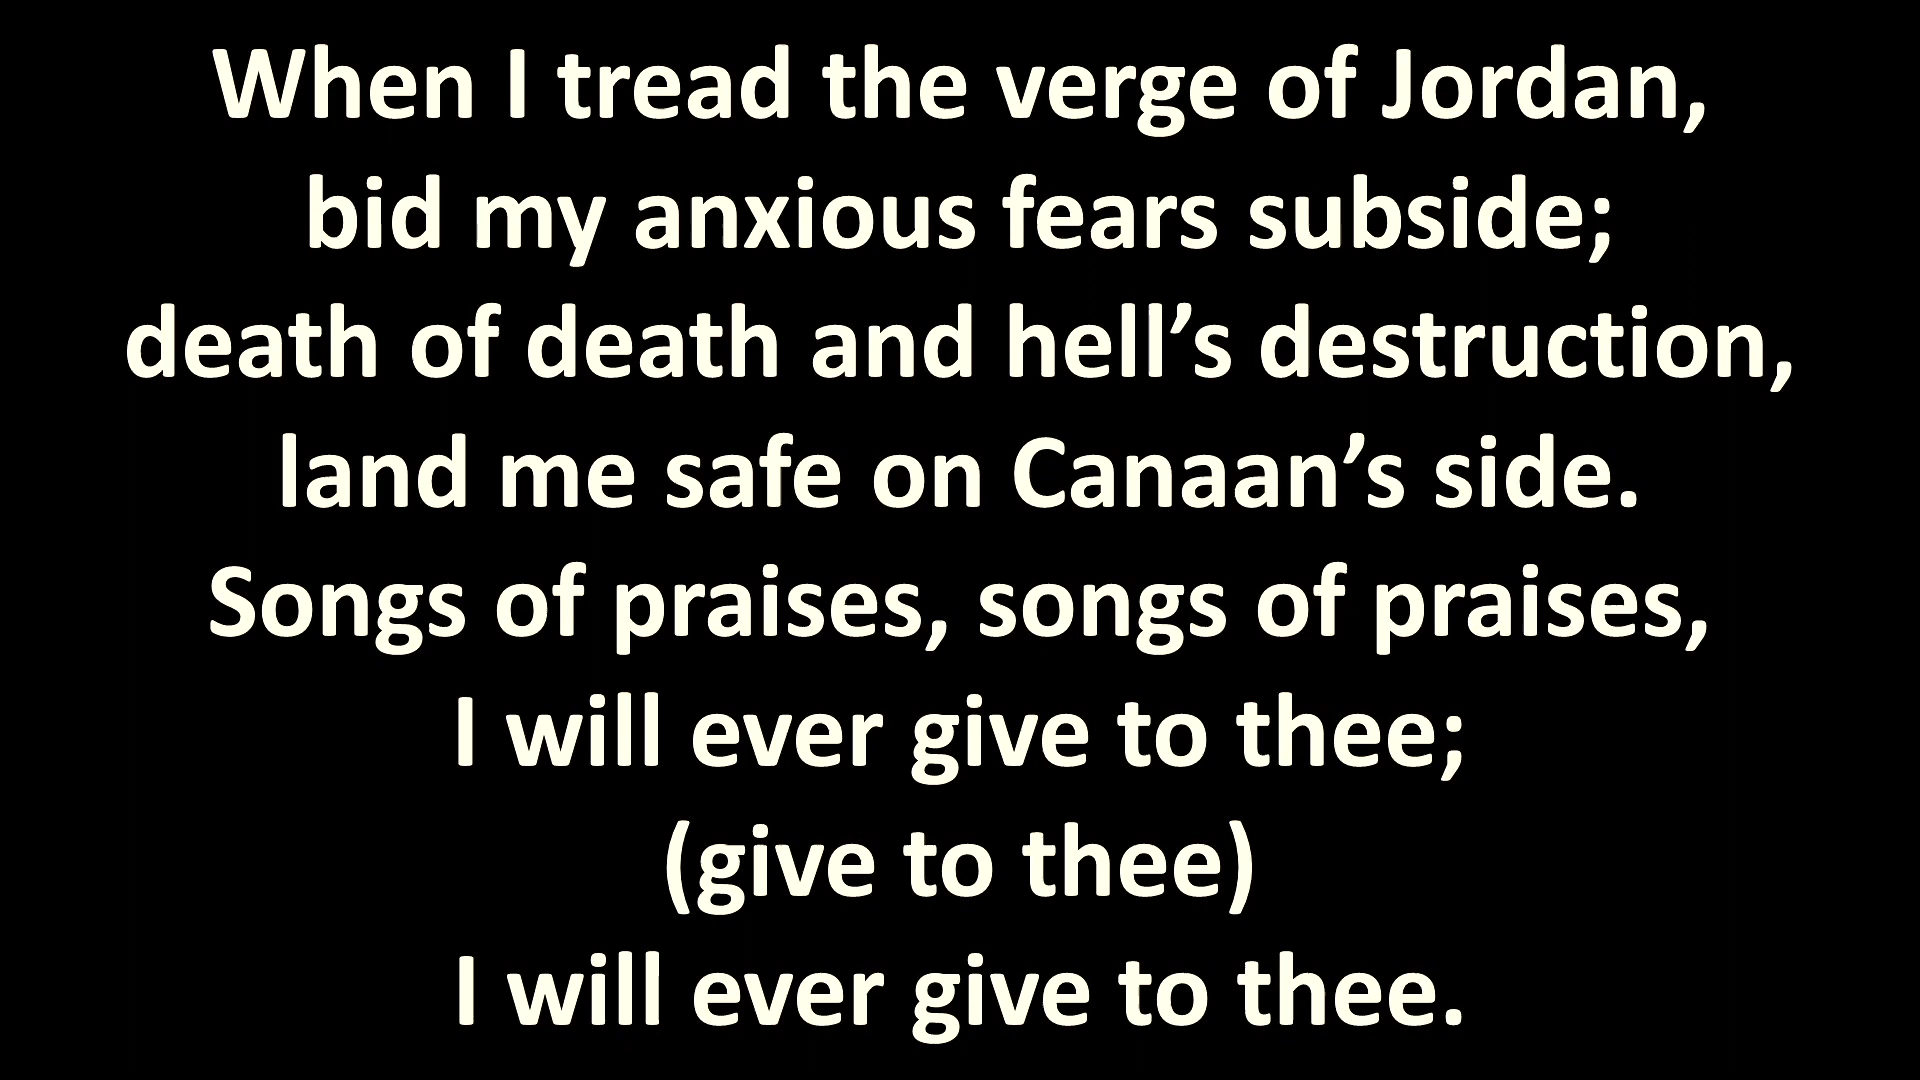 When I tread the verge of Jordan,
bid my anxious fears subside;
death of death and hell’s destruction,
land me safe on Canaan’s side.
Songs of praises, songs of praises,
I will ever give to thee;
(give to thee)
I will ever give to thee.